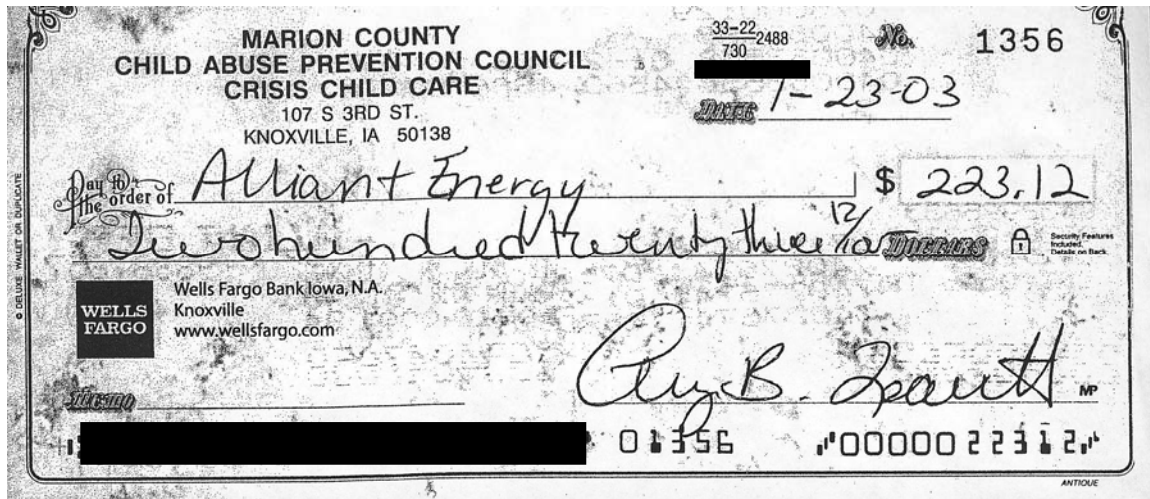 MARION COUNTY
CHILD ABUSE PREVENTION COUNCIL
CRISIS CHILD CARE
107 S 3RD ST.
KNOXVILLE, IA 50138
33-22 2488
730
No. 1356
DATE 1-23-03
Pay to the order of Alliant Energy $ 223.12
Two hundred twenty three 12/100 DOLLARS
Security Features
Included.
Details on Back.
© DELUXE WALLET OR DUPLICATE
WELLS
FARGO
Wells Fargo Bank Iowa, N.A.
Knoxville
www.wellsfargo.com
B.
MP
MEMO
01356 0000022312
ANTIQUE